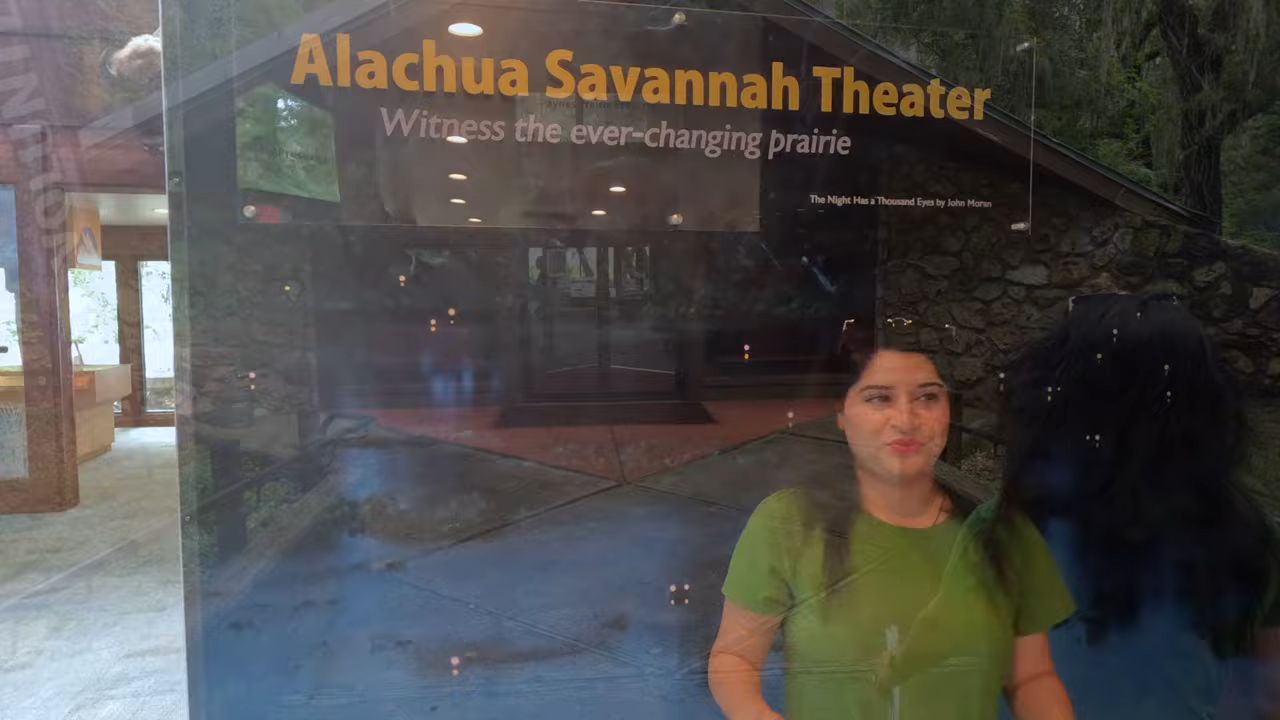 Alachua Savannah Theater
Witness the ever-changing prairie
The Night Has a Thousand Eyes by John Moran